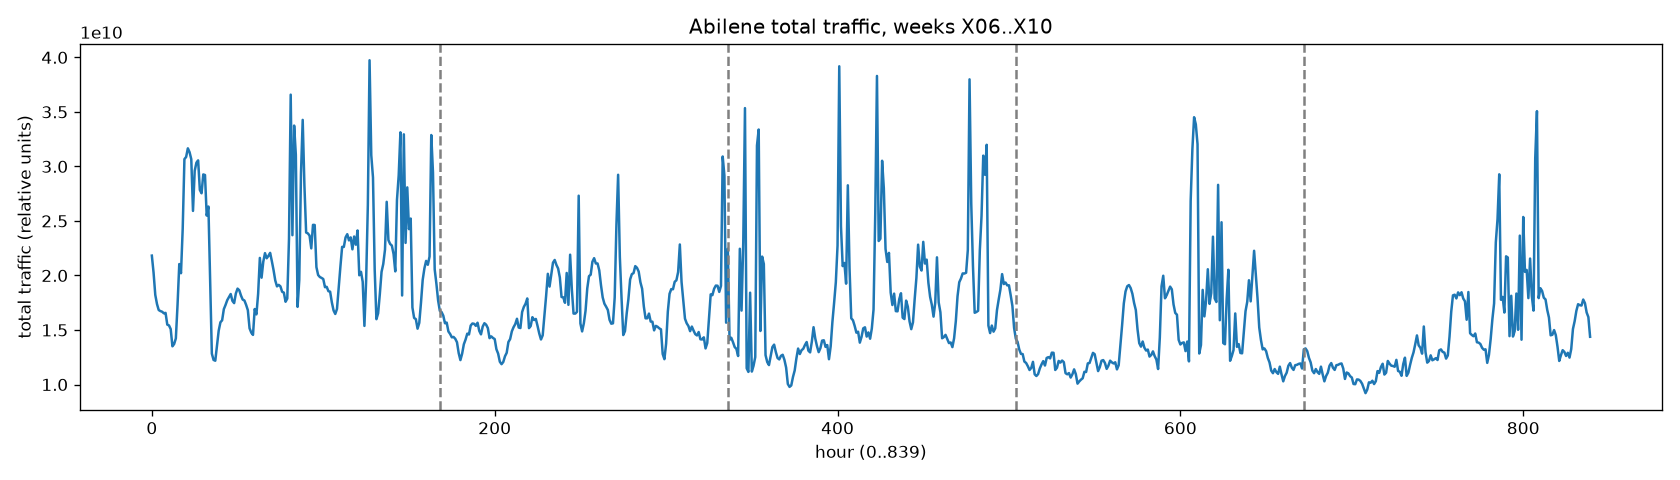 Abilene total traffic, weeks X06..X10
1e10
4.0
3.5
3.0
2.5
2.0
1.5
1.0
total traffic (relative units)
0 200 400 600 800
hour (0..839)